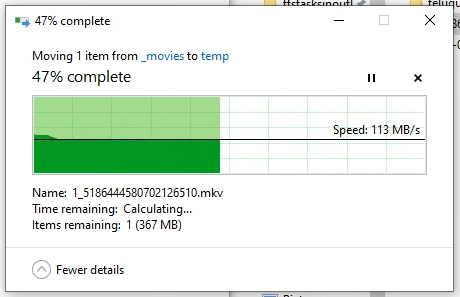 47% complete
ffstasksinoutl
Moving 1 item from _movies to temp
47% complete
Speed: 113 MB/s
Name: 1_5186444580702126510.mkv
Time remaining: Calculating...
Items remaining: 1 (367 MB)
Fewer details